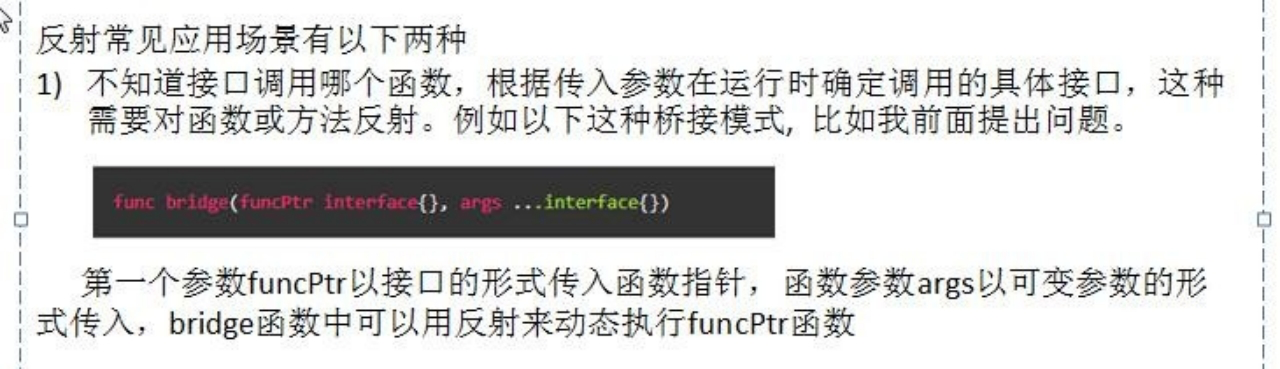 反射常见应用场景有以下两种
1) 不知道接口调用哪个函数，根据传入参数在运行时确定调用的具体接口，这种
需要对函数或方法反射。例如以下这种桥接模式, 比如我前面提出问题。
func bridge(funcPtr interface{}, args ...interface{})
第一个参数funcPtr以接口的形式传入函数指针，函数参数args以可变参数的形
式传入，bridge函数中可以用反射来动态执行funcPtr函数